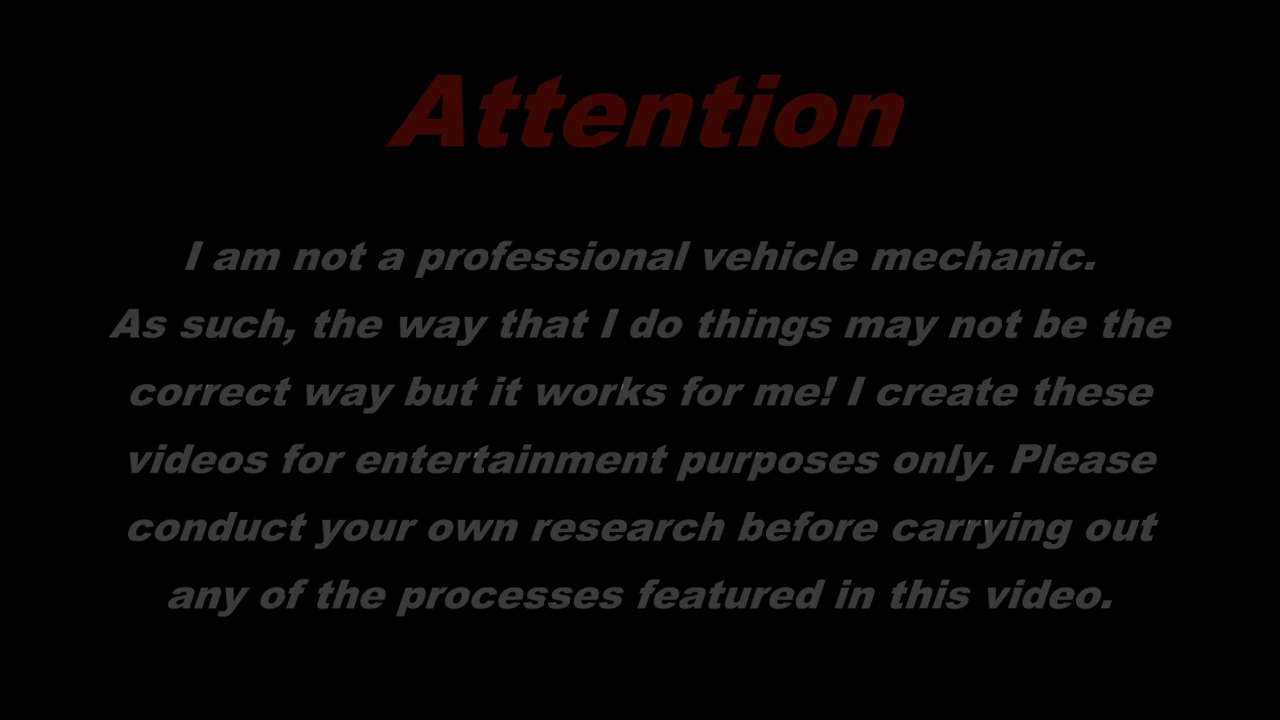 Attention
I am not a professional vehicle mechanic.
As such, the way that I do things may not be the
correct way but it works for me! I create these
videos for entertainment purposes only. Please
conduct your own research before carrying out
any of the processes featured in this video.